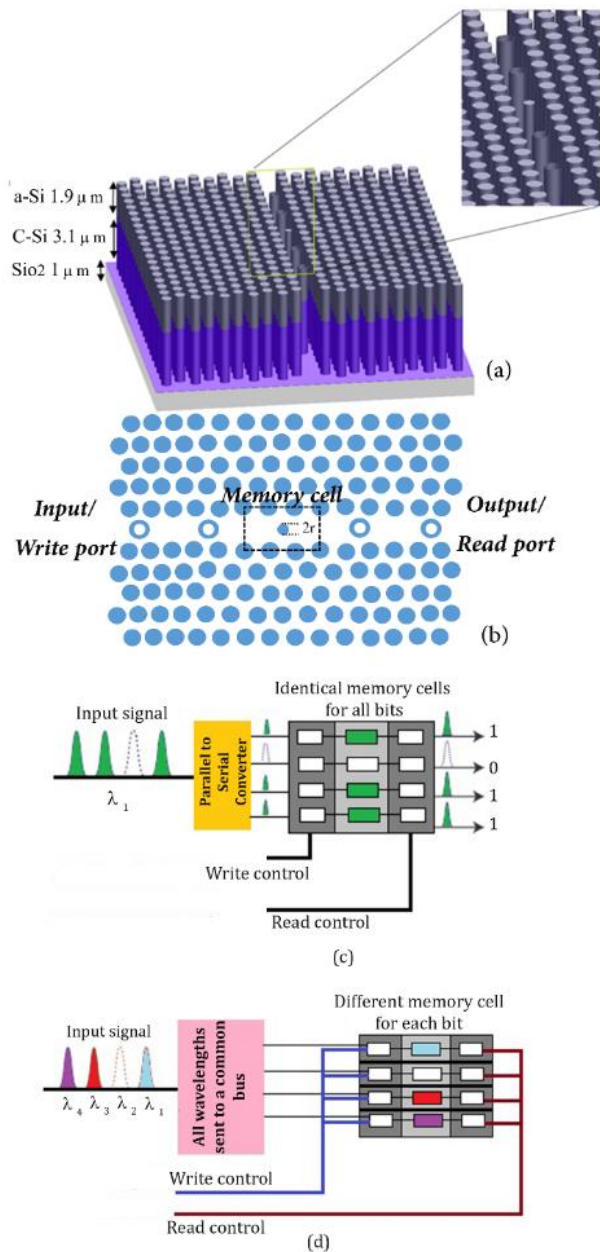 a-Si 1.9 μm
C-Si 3.1 μm
Sio2 1 μm
(a)
Memory cell
Input/
Write port
2r
Output/
Read port
(b)
Identical memory cells
for all bits
Input signal
Parallel to
Serial
Converter
1
0
1
1
λ 1
Write control
Read control
(c)
Different memory cell
for each bit
Input signal
All wavelengths
sent to a common
bus
λ 4 λ 3 λ 2 λ 1
Write control
Read control
(d)